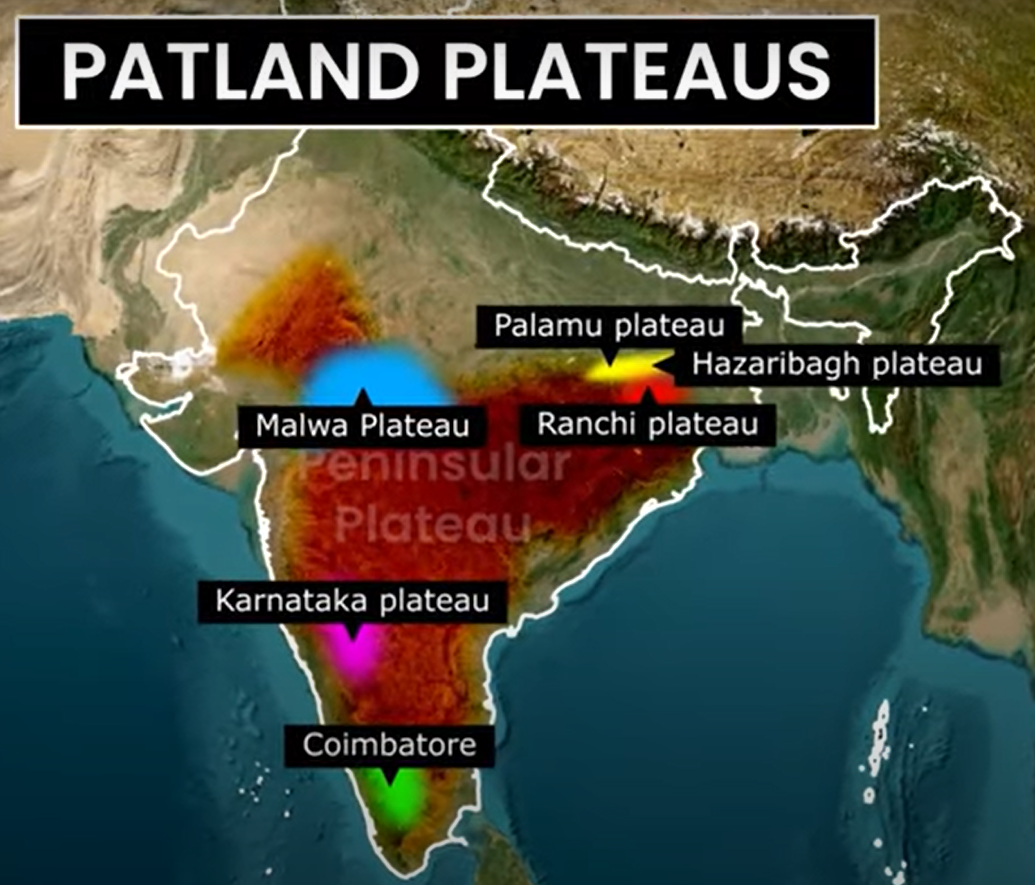 PATLAND PLATEAUS
Palamu plateau
Hazaribagh plateau
Malwa Plateau
Ranchi plateau
Peninsular
Plateau
Karnataka plateau
Coimbatore